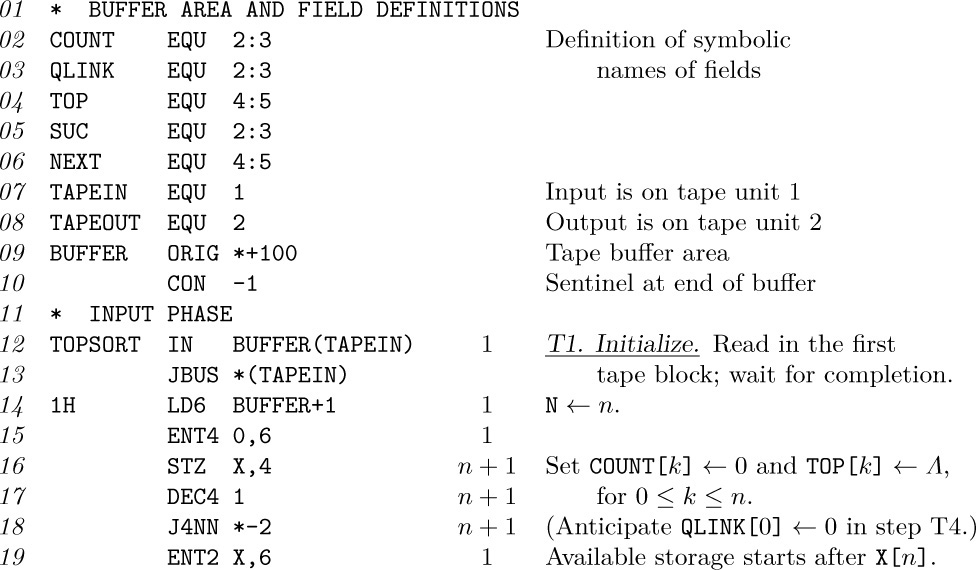 01 * BUFFER AREA AND FIELD DEFINITIONS
02 COUNT EQU 2:3 Definition of symbolic
03 QLINK EQU 2:3 names of fields
04 TOP EQU 4:5
05 SUC EQU 2:3
06 NEXT EQU 4:5
07 TAPEIN EQU 1 Input is on tape unit 1
08 TAPEOUT EQU 2 Output is on tape unit 2
09 BUFFER ORIG *+100 Tape buffer area
10 CON -1 Sentinel at end of buffer
11 * INPUT PHASE
12 TOPSORT IN BUFFER(TAPEIN) 1 T1. Initialize. Read in the first
13 JBUS *(TAPEIN) tape block; wait for completion.
14 1H LD6 BUFFER+1 1 N ← n.
15 ENT4 0,6 1
16 STZ X,4 n + 1 Set COUNT[k] ← 0 and TOP[k] ← Λ,
17 DEC4 1 n + 1 for 0 ≤ k ≤ n.
18 J4NN *-2 n + 1 (Anticipate QLINK[0] ← 0 in step T4.)
19 ENT2 X,6 1 Available storage starts after X[n].